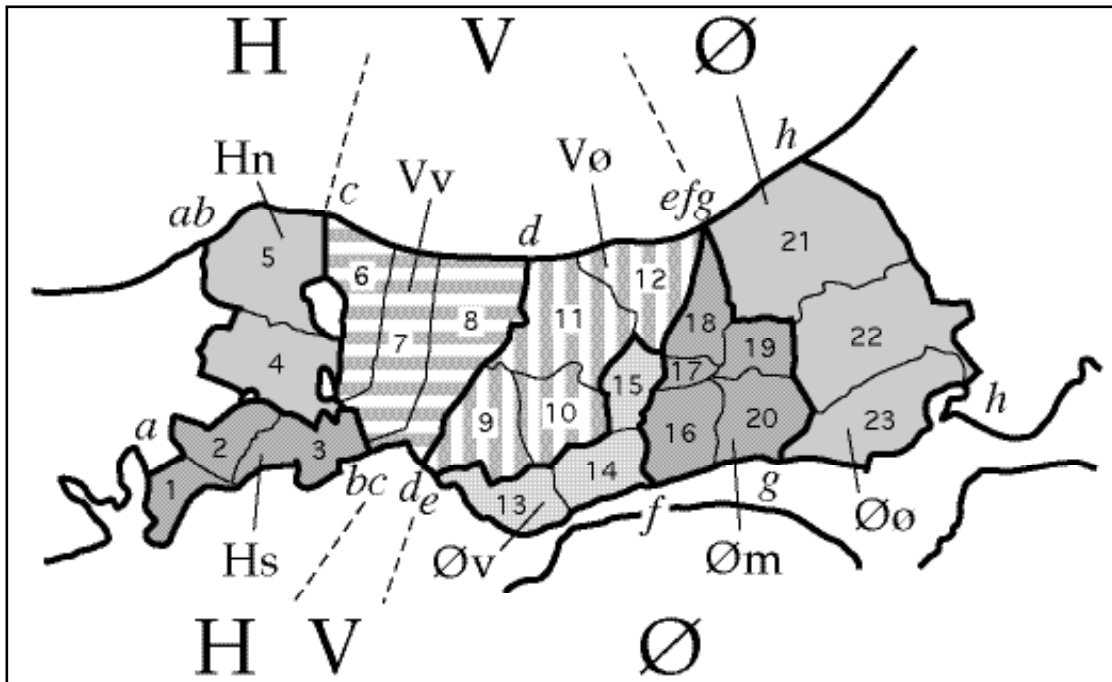 H V Ø
h
Hn Vv Vø
ab c d efg
5 6 12 21
11
8
18
7 19 22
4
15 17
9 10
a 2 3 16 20 23 h
14
1 13
bc de f g
Hs Øv Øm Øø
H V Ø